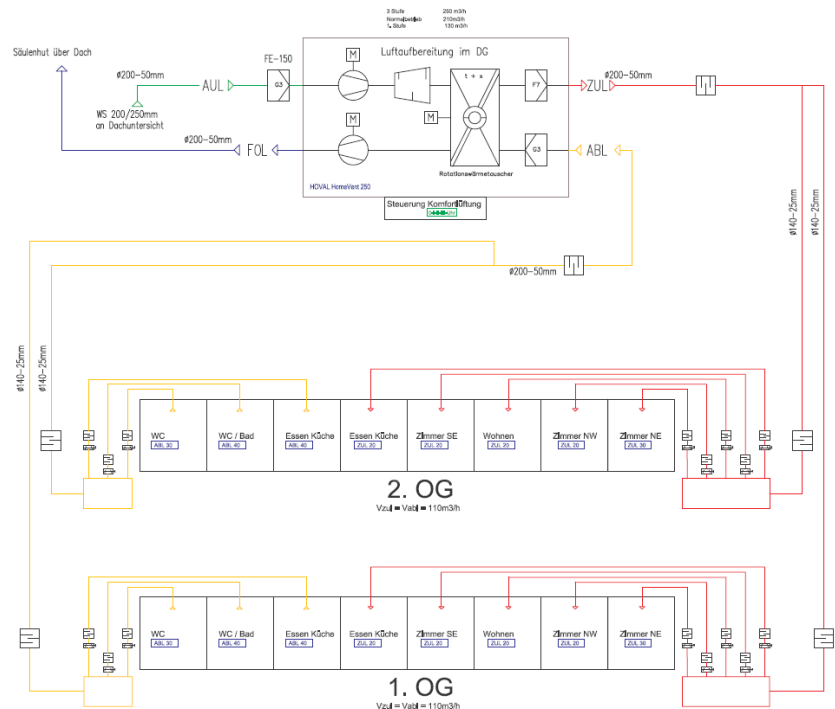 3 Stufe 250 m3/h
Normalbetrieb 210m3/h
1. Stufe 130 m3/h
Säulenhut über Dach
FE-150
Luftaufbereitung im DG
ø200-50mm
AUL
G3
M
t + x
F7
ZUL
ø200-50mm
WS 200/250mm
an Dachuntersicht
M
M
ø200-50mm
FOL
G3
ABL
Rotationswärmetauscher
HOVAL HomeVent 250
Steuerung Komfortlüftung
ø140-25mm
ø140-25mm
ø200-50mm
ø140-25mm
ø140-25mm
WC
ABL 30
WC / Bad
ABL 40
Essen Küche
ABL 40
Essen Küche
ZUL 20
Zimmer SE
ZUL 20
Wohnen
ZUL 20
Zimmer NW
ZUL 20
Zimmer NE
ZUL 30
2. OG
Vzul = Vabl = 110m3/h
WC
ABL 30
WC / Bad
ABL 40
Essen Küche
ABL 40
Essen Küche
ZUL 20
Zimmer SE
ZUL 20
Wohnen
ZUL 20
Zimmer NW
ZUL 20
Zimmer NE
ZUL 30
1. OG
Vzul = Vabl = 110m3/h